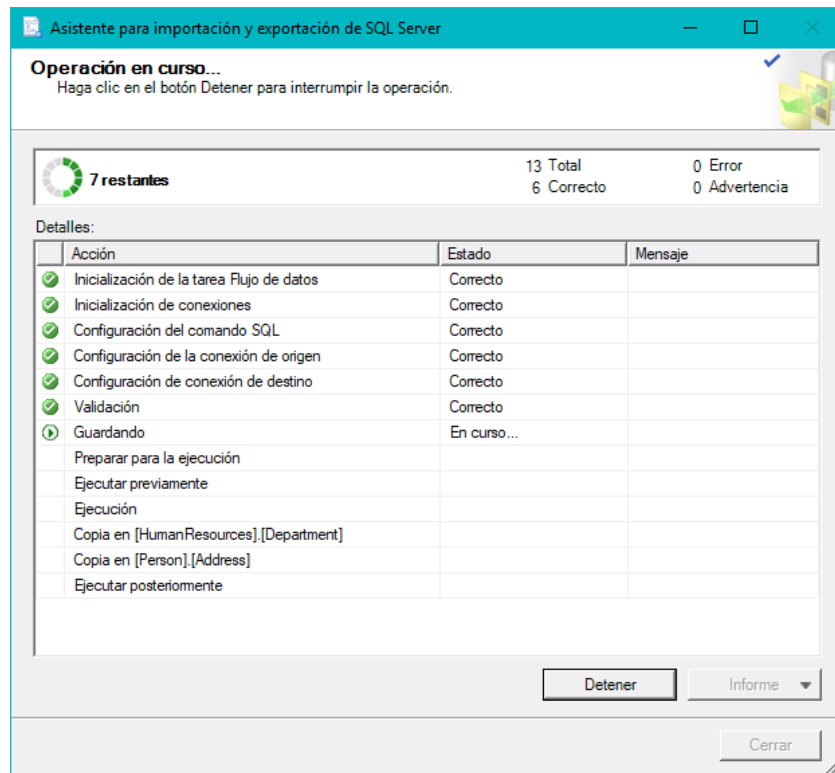 Asistente para importación y exportación de SQL Server
Operación en curso...
Haga clic en el botón Detener para interrumpir la operación.
7 restantes
13 Total
0 Error
6 Correcto
0 Advertencia
Detalles:
Acción Estado Mensaje
Inicialización de la tarea Flujo de datos Correcto
Inicialización de conexiones Correcto
Configuración del comando SQL Correcto
Configuración de la conexión de origen Correcto
Configuración de conexión de destino Correcto
Validación Correcto
Guardando En curso...
Preparar para la ejecución
Ejecutar previamente
Ejecución
Copia en [HumanResources].[Department]
Copia en [Person].[Address]
Ejecutar posteriormente
Detener Informe
Cerrar